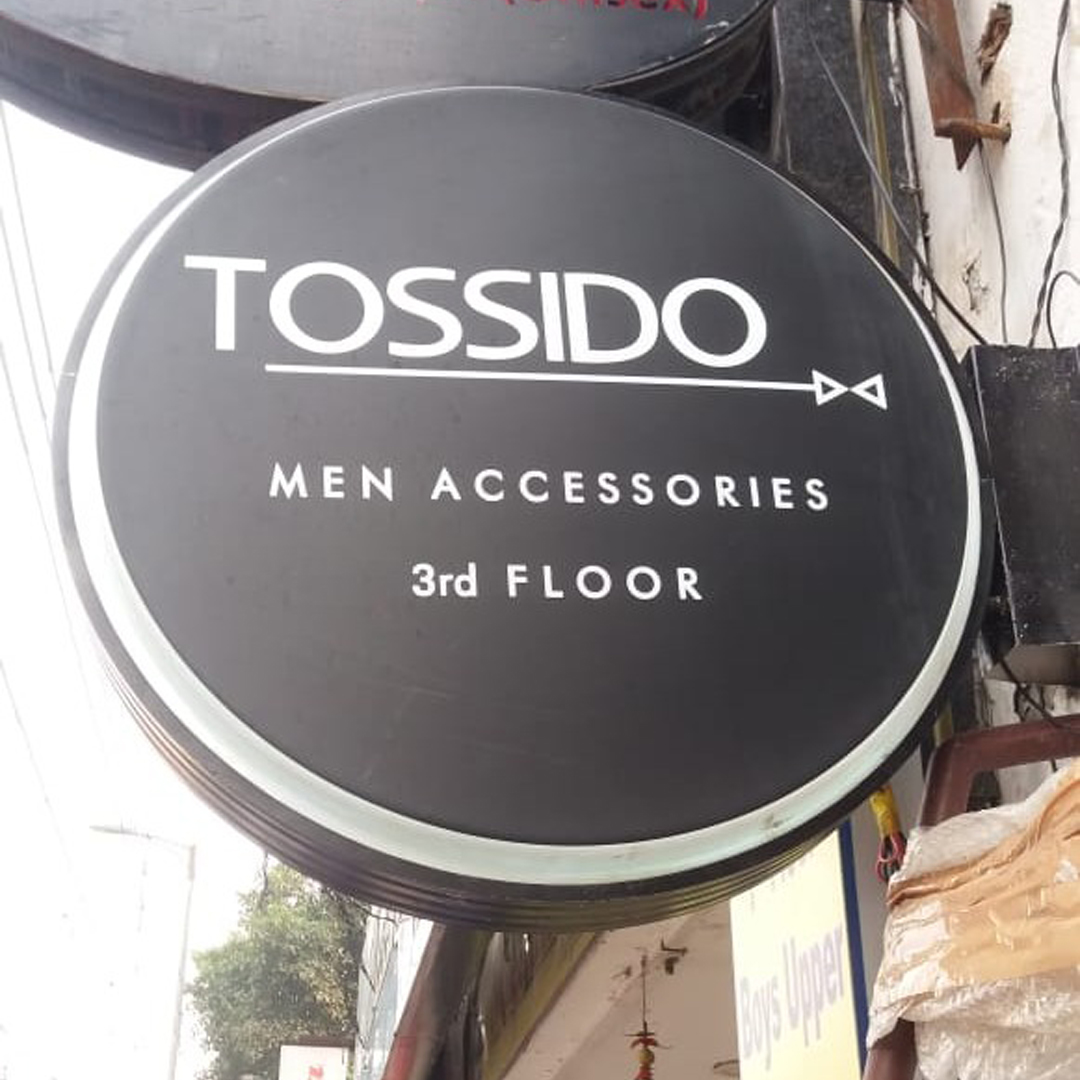 TOSSIDO
MEN ACCESSORIES
3rd FLOOR
Boys Upper